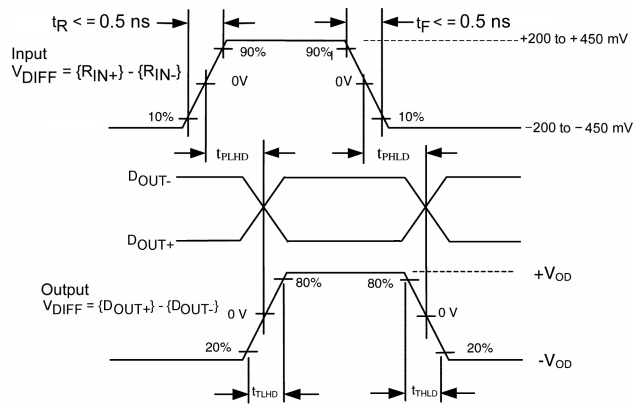 tR < = 0.5 ns
tF < = 0.5 ns
+200 to + 450 mV
Input
VDIFF = {RIN+} - {RIN-}
90%
90%
0V
0V
10%
10%
−200 to − 450 mV
tPLHD
tPHLD
DOUT-
DOUT+
Output
VDIFF = {DOUT+} - {DOUT-}
80%
80%
+VOD
0 V
0 V
20%
20%
-VOD
tTLHD
tTHLD